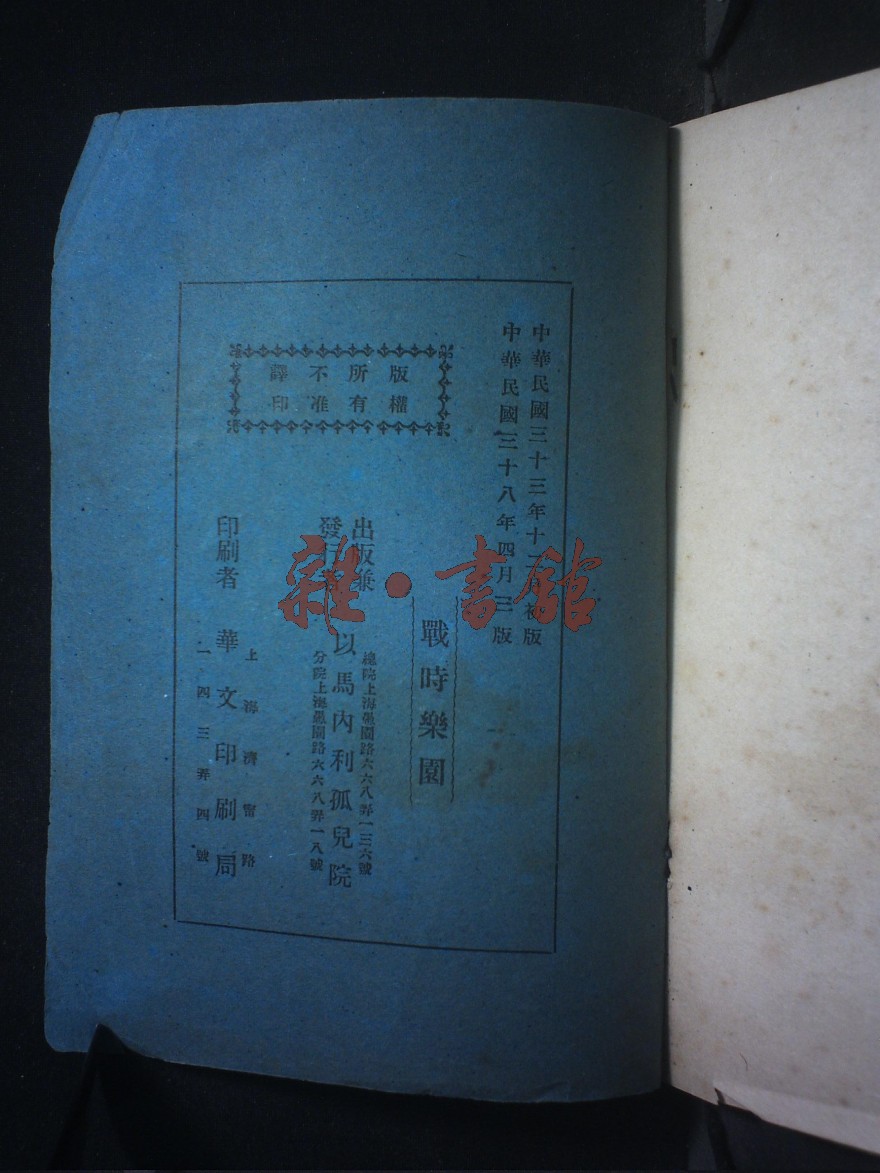 中華民國三十三年十二月初版
中華民國三十八年四月三版
版權
所有
不准
譯印
戰時樂園
出版兼
發行者
總院上海愚園路六六八弄一三六號
以馬內利孤兒院
分院上海愚園路六六八弄一八號
印刷者
上海濟甯路
華文印刷局
一四三弄四號
雜·書館